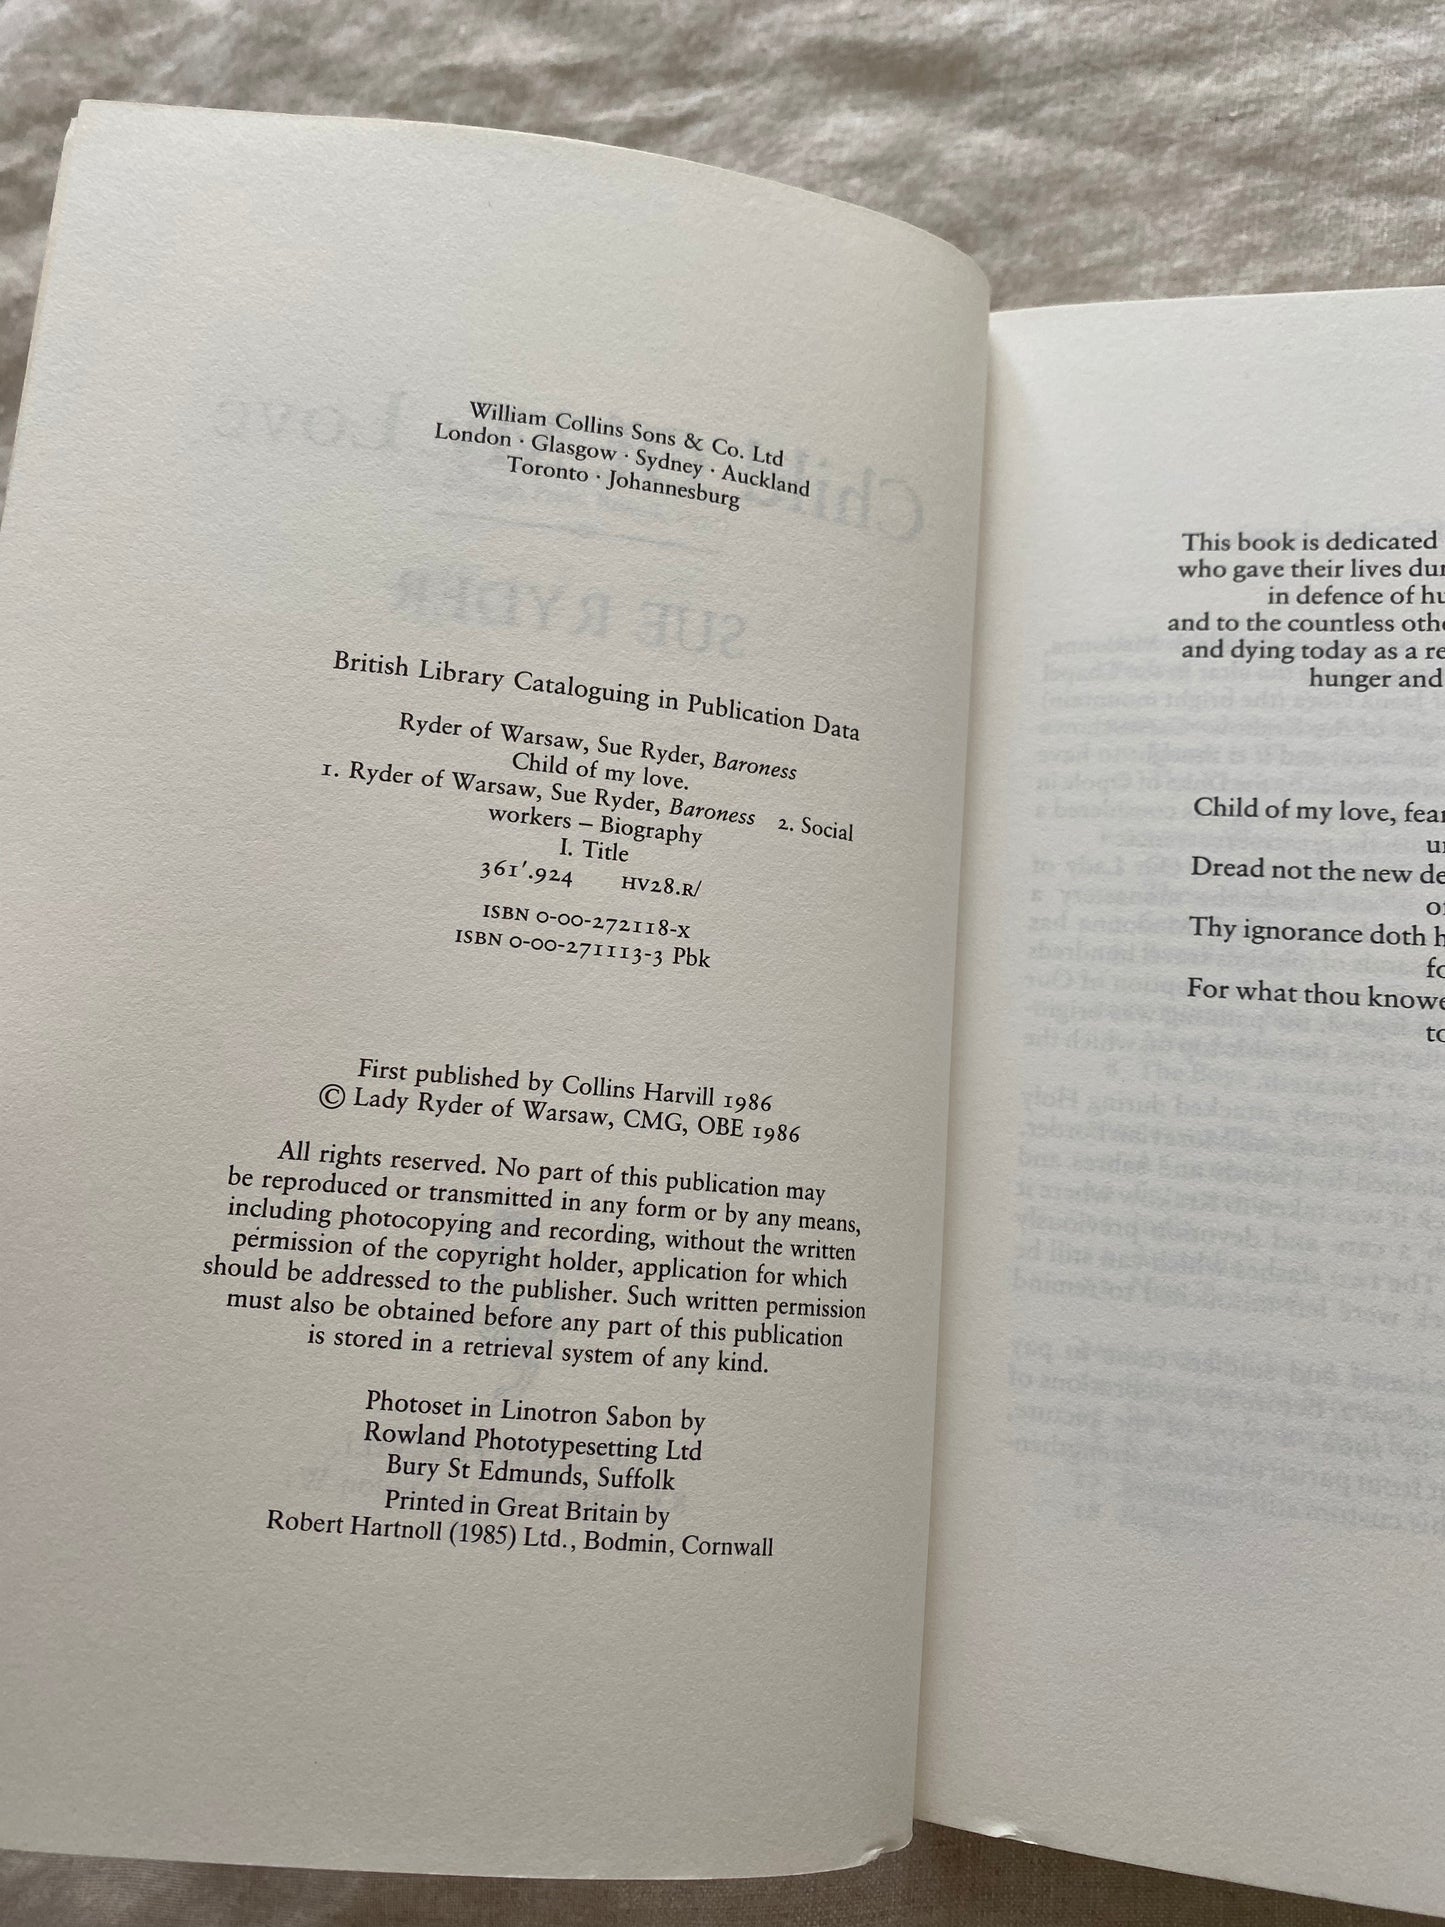 William Collins Sons & Co. Ltd
London · Glasgow · Sydney · Auckland
Toronto · Johannesburg
British Library Cataloguing in Publication Data
Ryder of Warsaw, Sue Ryder, Baroness
Child of my love.
1. Ryder of Warsaw, Sue Ryder, Baroness 2. Social
workers – Biography
I. Title
361'.924 HV28.R/
ISBN 0-00-272118-X
ISBN 0-00-271113-3 Pbk
First published by Collins Harvill 1986
© Lady Ryder of Warsaw, CMG, OBE 1986
All rights reserved. No part of this publication may
be reproduced or transmitted in any form or by any means,
including photocopying and recording, without the written
permission of the copyright holder, application for which
should be addressed to the publisher. Such written permission
must also be obtained before any part of this publication
is stored in a retrieval system of any kind.
Photoset in Linotron Sabon by
Rowland Phototypesetting Ltd
Bury St Edmunds, Suffolk
Printed in Great Britain by
Robert Hartnoll (1985) Ltd., Bodmin, Cornwall
This book is dedicated
who gave their lives
in defence of
and to the countless
and dying today as a
hunger and
Child of my love,
Dread not the new
Thy ignorance doth
For what thou